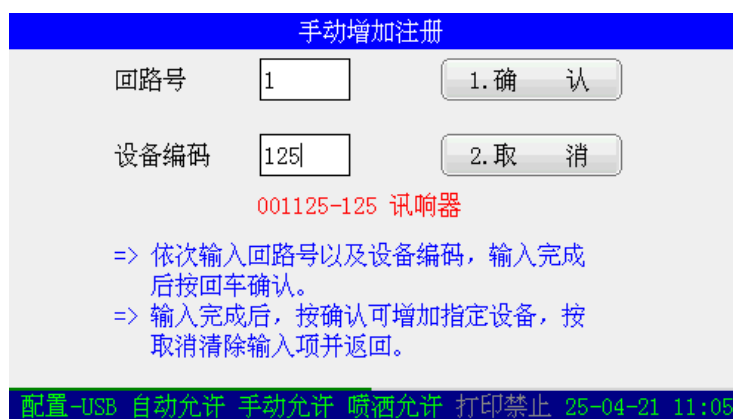 手动增加注册
回路号 1 1.确 认
设备编码 125 2.取 消
001125-125 讯响器
=> 依次输入回路号以及设备编码，输入完成
后按回车确认。
=> 输入完成后，按确认可增加指定设备，按
取消清除输入项并返回。
配置-USB 自动允许 手动允许 喷洒允许 打印禁止 25-04-21 11:05